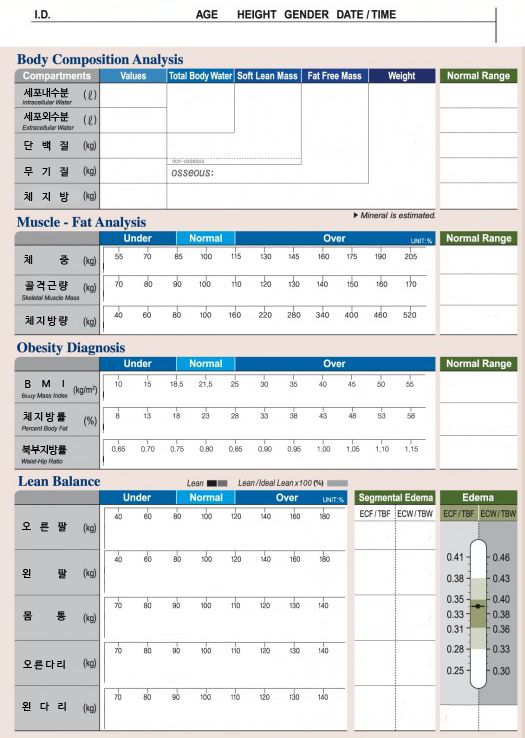 I.D. AGE HEIGHT GENDER DATE / TIME
Body Composition Analysis
Compartments Values Total Body Water Soft Lean Mass Fat Free Mass Weight Normal Range
세포내수분 (ℓ)
intracellular Water
세포외수분 (ℓ)
Extracellular Water
단 백 질 (kg)
non-osseous
무 기 질 (kg) osseous:
체 지 방 (kg)
▶ Mineral is estimated.
Muscle - Fat Analysis
Under Normal Over UNIT:% Normal Range
체 중 (kg) 55 70 85 100 115 130 145 160 175 190 205
골격근량 (kg) 70 80 90 100 110 120 130 140 150 160 170
Skeletal Muscle Mass
체지방량 (kg) 40 60 80 100 160 220 280 340 400 460 520
Obesity Diagnosis
Under Normal Over Normal Range
B M I (kg/m²) 10 15 18,5 21,5 25 30 35 40 45 50 55
Bouy Mass Index
체지방률 (%) 8 13 18 23 28 33 38 43 48 53 58
Percent Body Fat
북부지방률 0,65 0,70 0,75 0,80 0,80 0,90 0,95 1,00 1,05 1,10 1,15
Waist-Hip Ratio
Lean Balance Lean Lean / Ideal Lean x 100 (%)
Under Normal Over UNIT:% Segmental Edema Edema
ECF / TBF ECW / TBW ECF / TBF ECW / TBW
오 른 팔 (kg) 40 60 80 100 120 120 160 180
왼 팔 (kg) 40 60 80 100 120 140 160 180
몸 통 (kg) 70 80 90 100 110 120 130 140
오른다리 (kg) 70 80 90 100 110 120 130 140
왼 다 리 (kg) 70 80 90 100 110 120 130 140
0.41 0.46
0.38 0.43
0.35 0.40
0.33 0.38
0.31 0.36
0.28 0.33
0.25 0.30